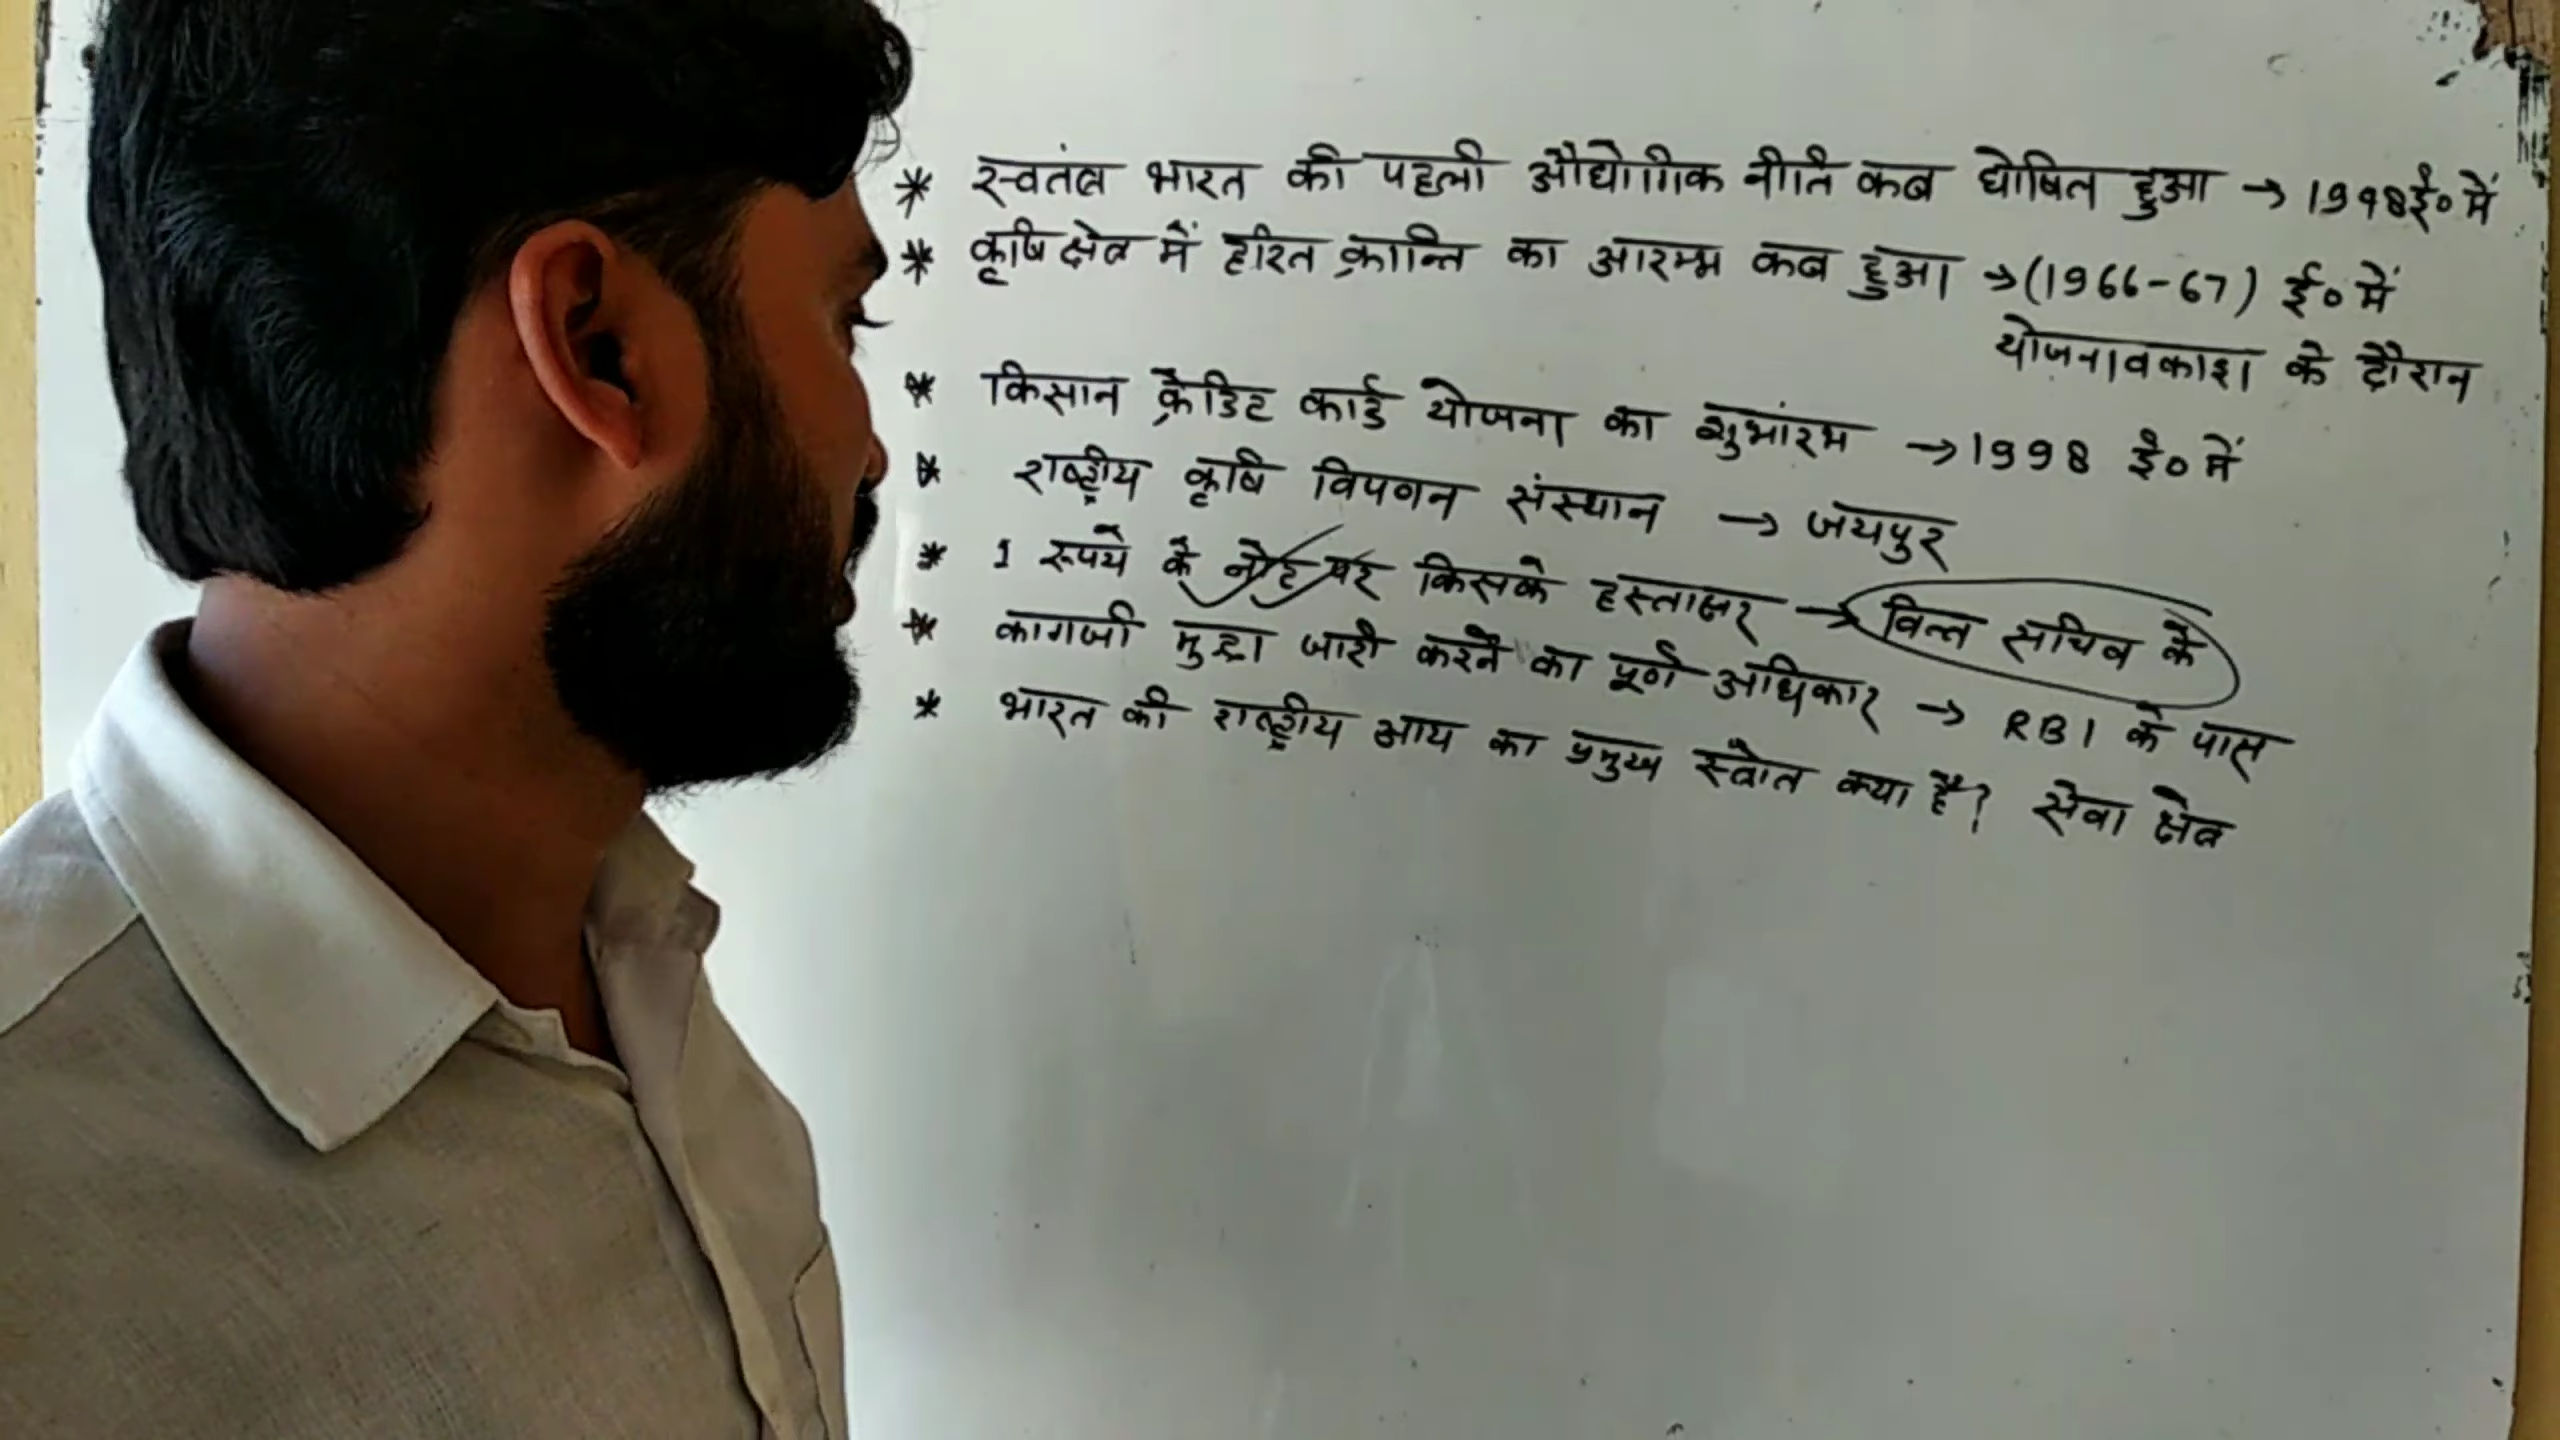 * स्वतंत्र भारत की पहली औद्योगिक नीति कब घोषित हुआ → 1948ई० में
* कृषि क्षेत्र में हरित क्रान्ति का आरम्भ कब हुआ → (1966-67) ई० में
योजनावकाश के दौरान
* किसान क्रेडिट कार्ड योजना का शुभांरभ → 1998 ई० में
* राष्ट्रीय कृषि विपणन संस्थान → जयपुर
* 1 रूपये के नोट पर किसके हस्ताक्षर → वित्त सचिव के
* कागजी मुद्रा जारी करने का पूर्ण अधिकार → RBI के पास
* भारत की राष्ट्रीय आय का प्रमुख स्त्रोत क्या है? सेवा क्षेत्र